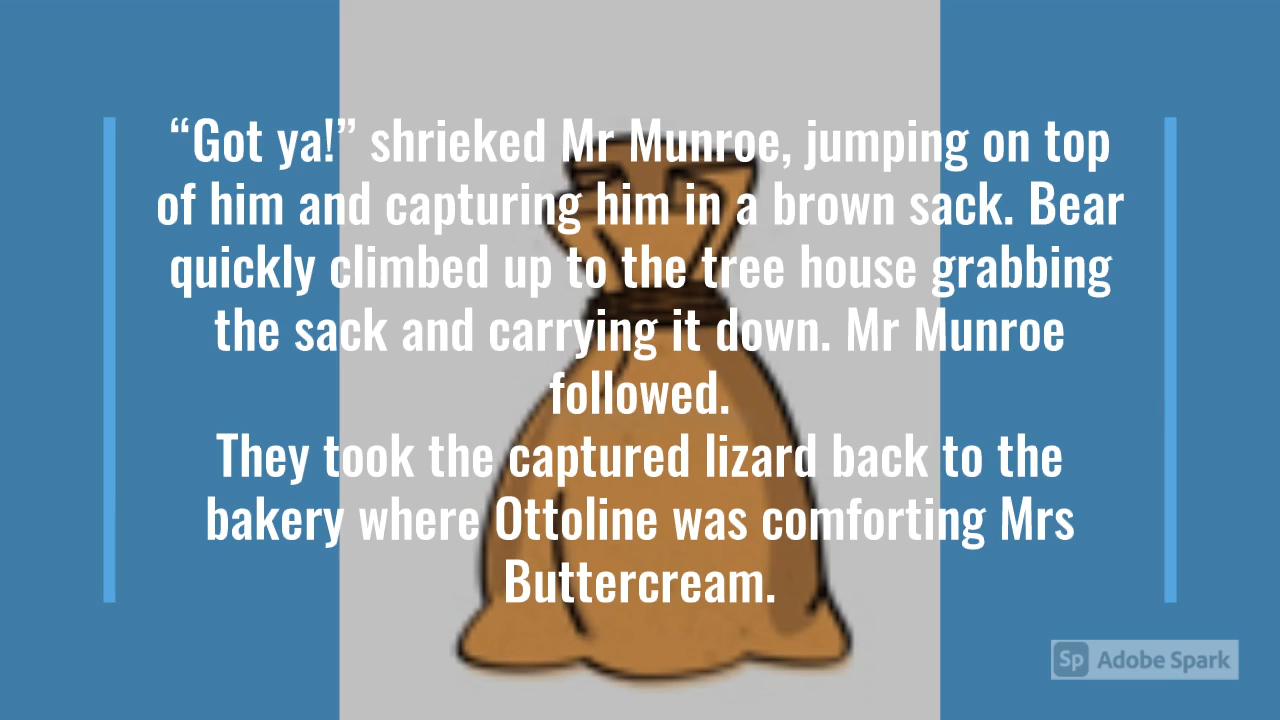 “Got ya!” shrieked Mr Munroe, jumping on top
of him and capturing him in a brown sack. Bear
quickly climbed up to the tree house grabbing
the sack and carrying it down. Mr Munroe
followed.
They took the captured lizard back to the
bakery where Ottoline was comforting Mrs
Buttercream.
Sp Adobe Spark